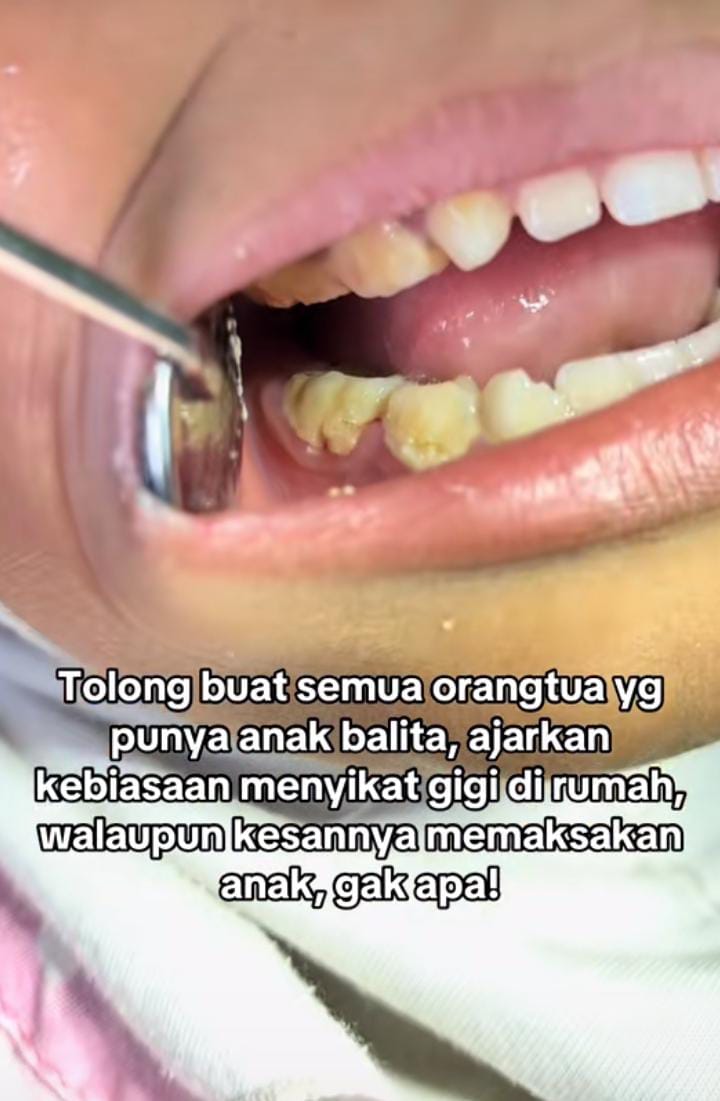 Tolong buat semua orangtua yg
punya anak balita, ajarkan
kebiasaan menyikat gigi di rumah,
walaupun kesannya memaksakan
anak, gak apa!